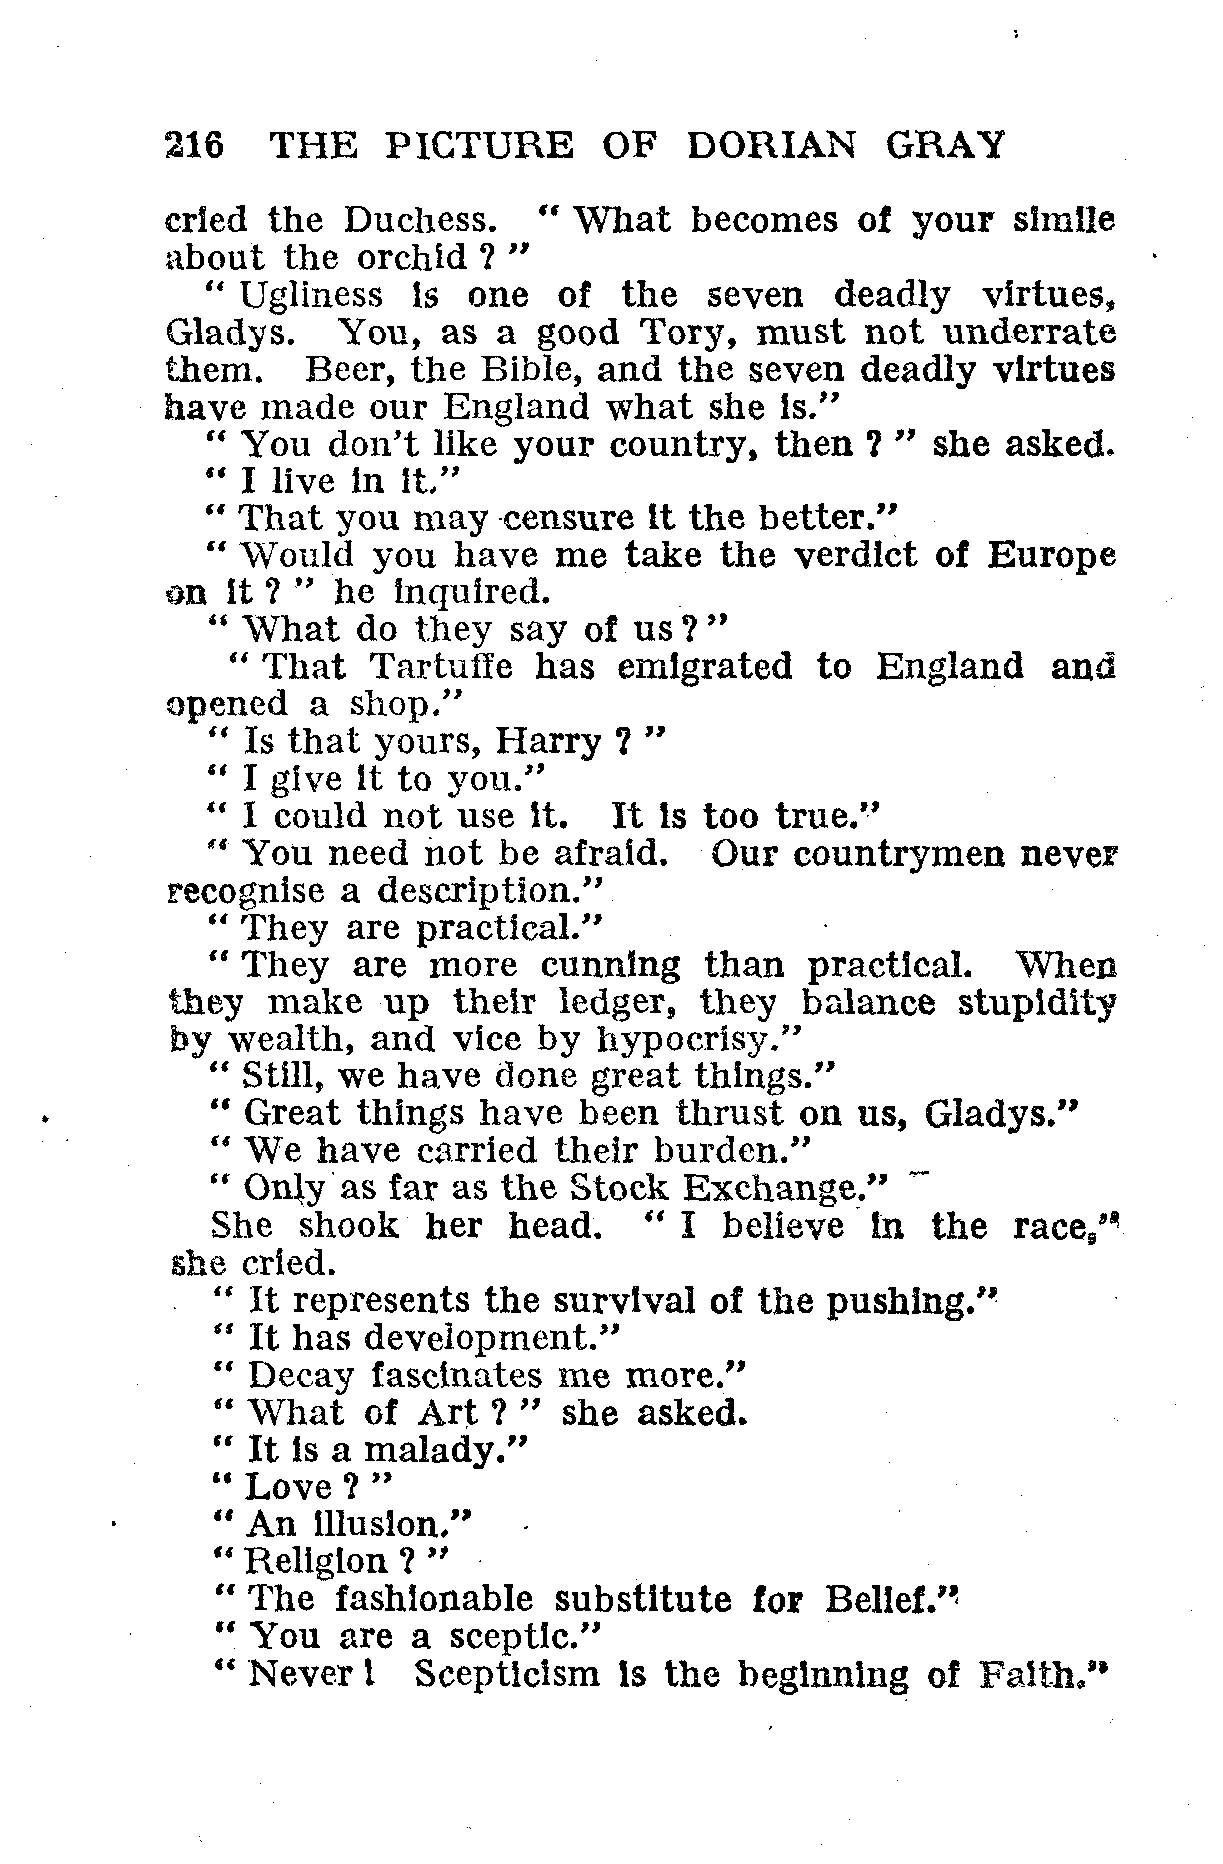 216 THE PICTURE OF DORIAN GRAY
cried the Duchess. “ What becomes of your simile
about the orchid ? ”
“ Ugliness is one of the seven deadly virtues,
Gladys. You, as a good Tory, must not underrate
them. Beer, the Bible, and the seven deadly virtues
have made our England what she is.”
“ You don’t like your country, then ? ” she asked.
“ I live in it.”
“ That you may censure it the better.”
“ Would you have me take the verdict of Europe
on it ? ” he inquired.
“ What do they say of us ? ”
“ That Tartuffe has emigrated to England and
opened a shop.”
“ Is that yours, Harry ? ”
“ I give it to you.”
“ I could not use it. It is too true.”
“ You need not be afraid. Our countrymen never
recognise a description.”
“ They are practical.”
“ They are more cunning than practical. When
they make up their ledger, they balance stupidity
by wealth, and vice by hypocrisy.”
“ Still, we have done great things.”
“ Great things have been thrust on us, Gladys.”
“ We have carried their burden.”
“ Only as far as the Stock Exchange.”
She shook her head. “ I believe in the race,”
she cried.
“ It represents the survival of the pushing.”
“ It has development.”
“ Decay fascinates me more.”
“ What of Art ? ” she asked.
“ It is a malady.”
“ Love ? ”
“ An illusion.”
“ Religion ? ”
“ The fashionable substitute for Belief.”
“ You are a sceptic.”
“ Never ! Scepticism is the beginning of Faith.”